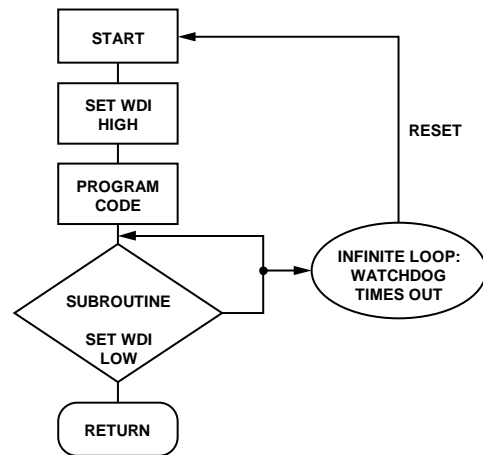 START
SET WDI
HIGH
RESET
PROGRAM
CODE
INFINITE LOOP:
WATCHDOG
TIMES OUT
SUBROUTINE
SET WDI
LOW
RETURN